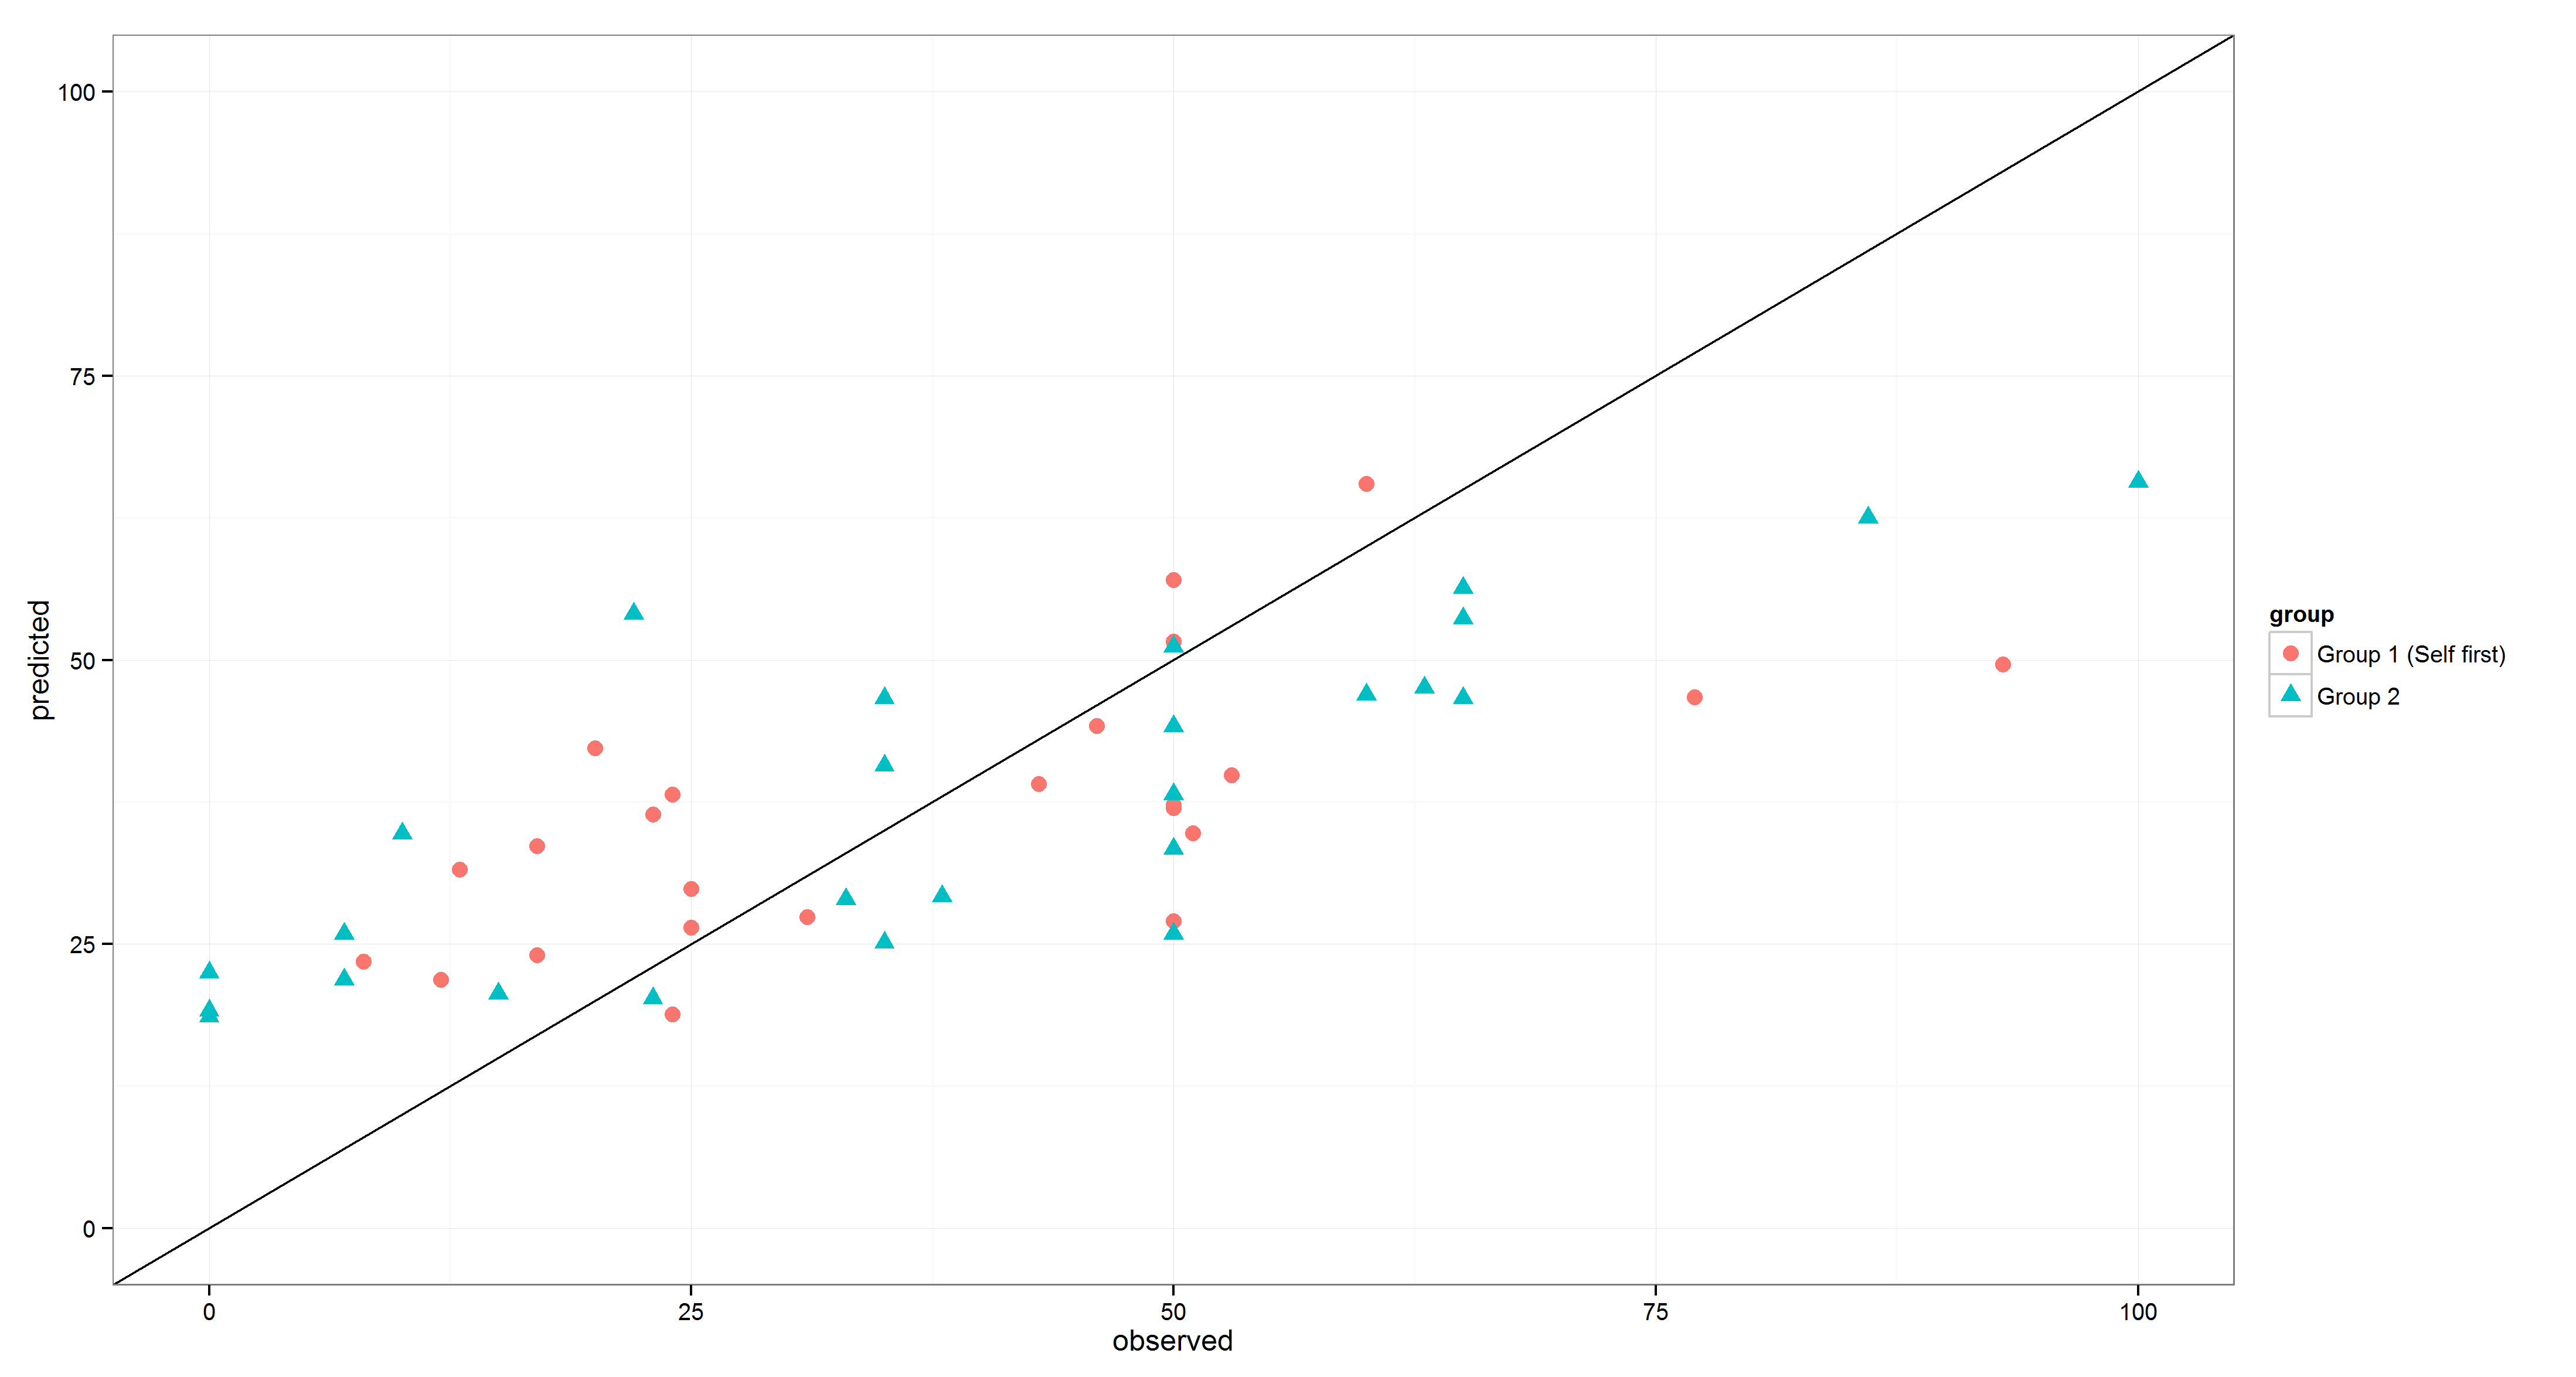 100
75
50
25
0
predicted
0 25 50 75 100
observed
group
Group 1 (Self first)
Group 2